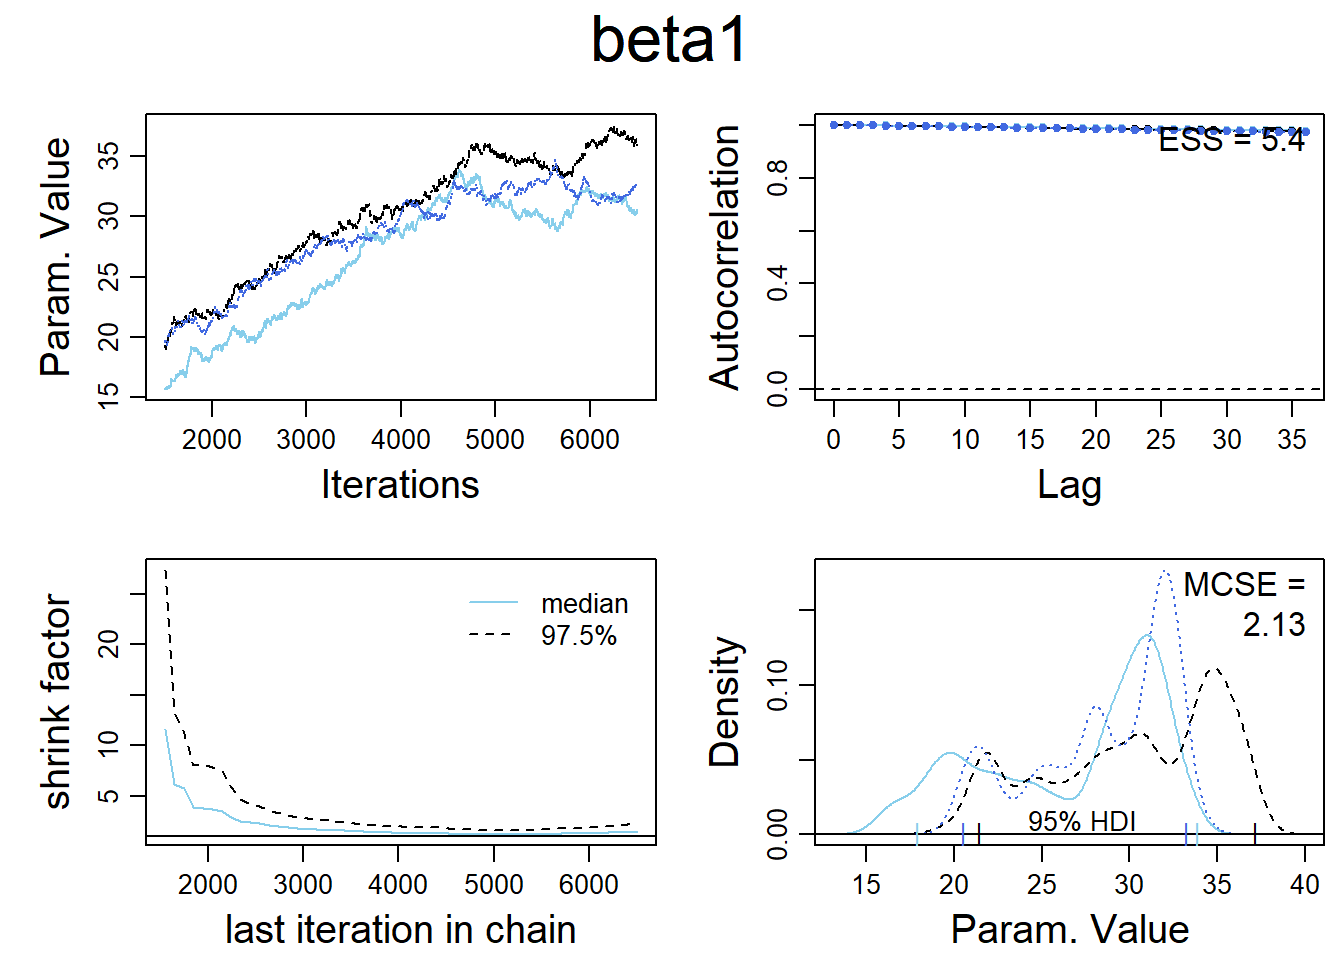 beta1
Param. Value
15 20 25 30 35
2000 3000 4000 5000 6000
Iterations
Autocorrelation
0.0 0.4 0.8
ESS = 5.4
0 5 10 15 20 25 30 35
Lag
shrink factor
5 10 20
median
97.5%
2000 3000 4000 5000 6000
last iteration in chain
Density
0.00 0.10
MCSE =
2.13
95% HDI
15 20 25 30 35 40
Param. Value